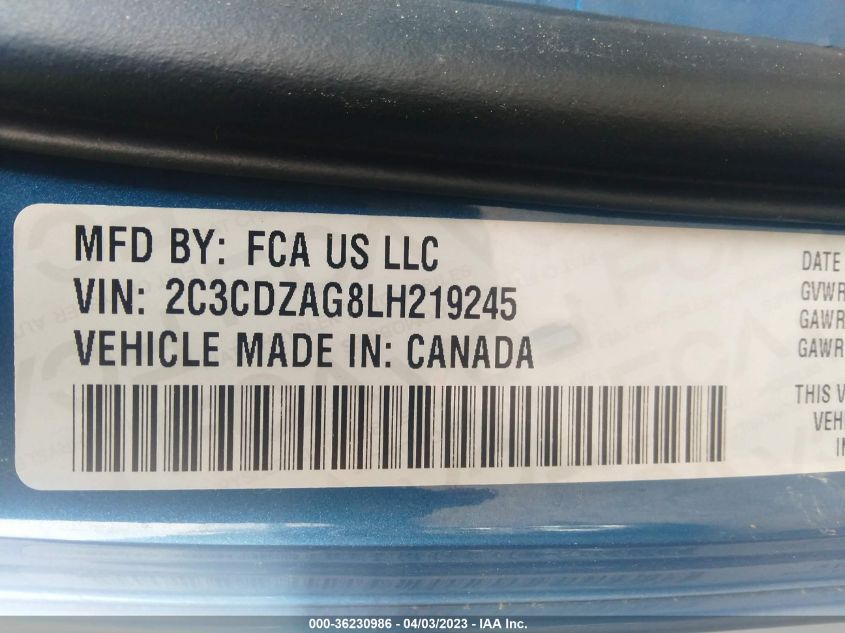 MFD BY: FCA US LLC
VIN: 2C3CDZAG8LH219245
VEHICLE MADE IN: CANADA
DATE
GVWR
GAWR
GAWR
THIS
000-36230986 - 04/03/2023 - IAA Inc.